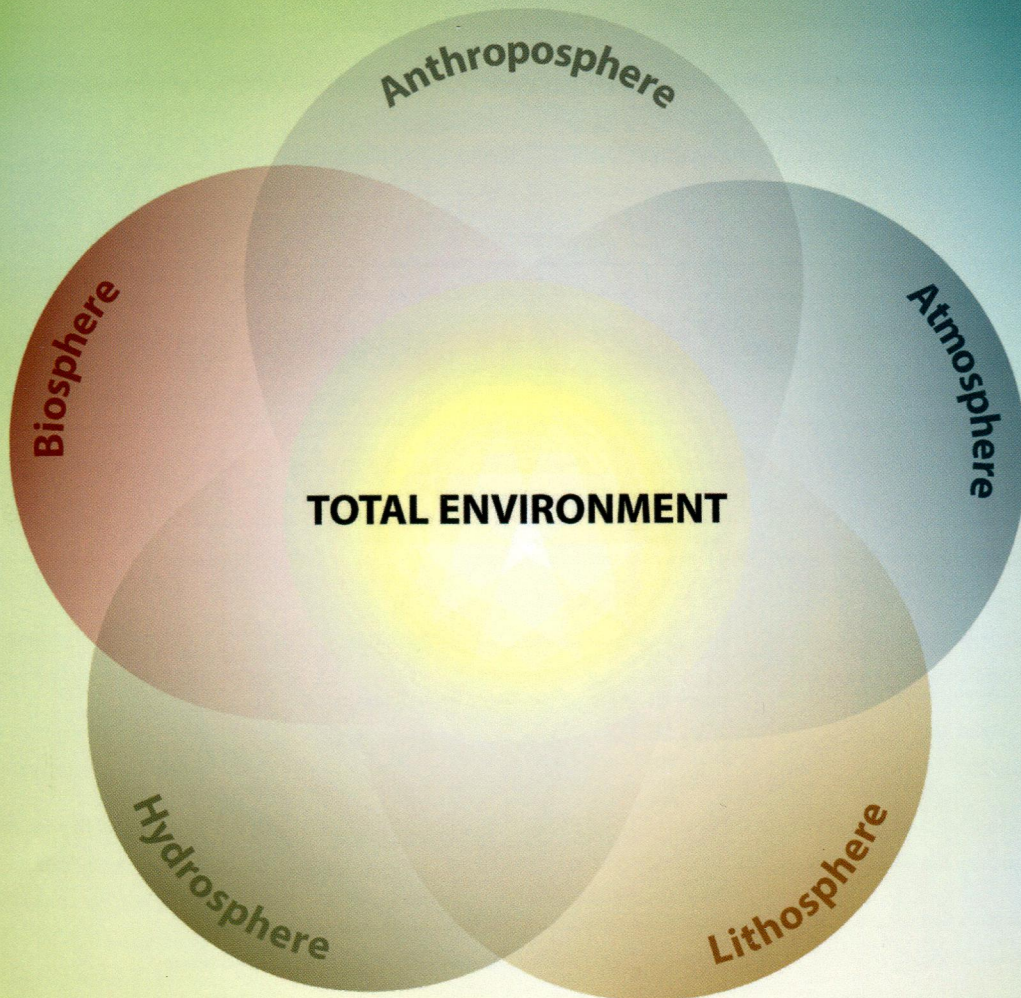 Anthroposphere
Biosphere
Atmosphere
TOTAL ENVIRONMENT
Hydrosphere
Lithosphere